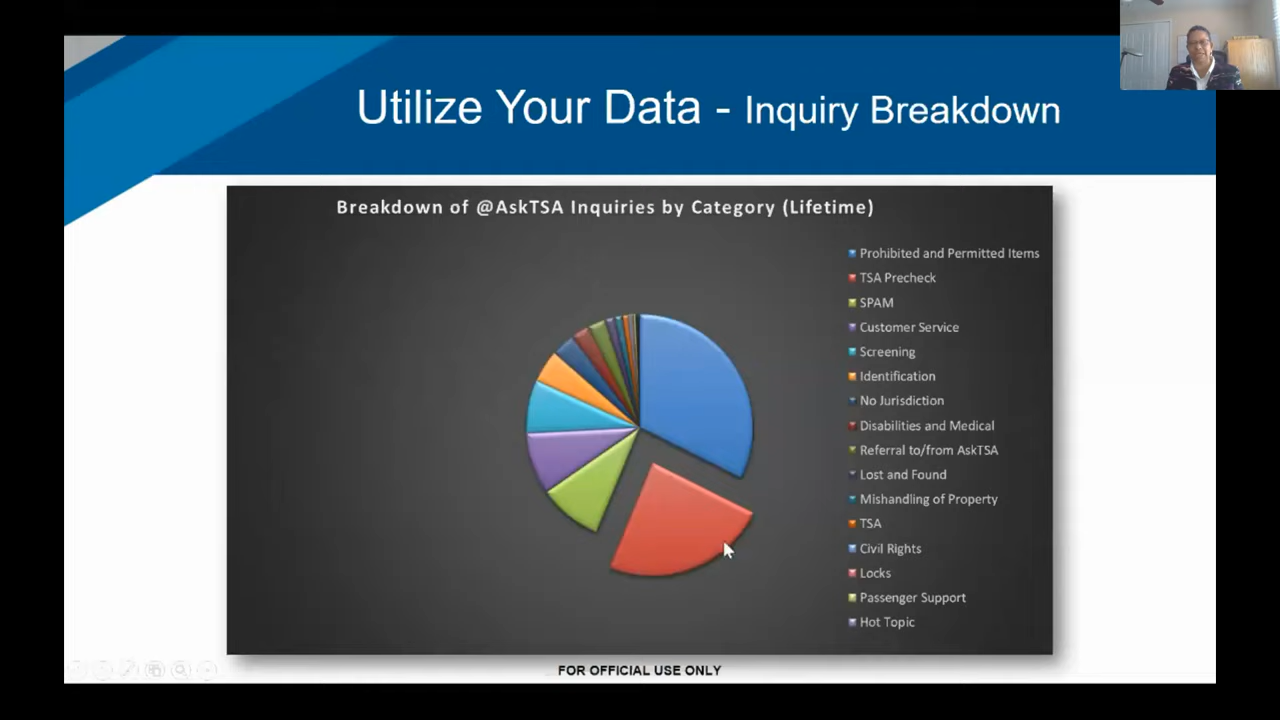 Utilize Your Data - Inquiry Breakdown
Breakdown of @AskTSA Inquiries by Category (Lifetime)
Prohibited and Permitted Items
TSA Precheck
SPAM
Customer Service
Screening
Identification
No Jurisdiction
Disabilities and Medical
Referral to/from AskTSA
Lost and Found
Mishandling of Property
TSA
Civil Rights
Locks
Passenger Support
Hot Topic
FOR OFFICIAL USE ONLY